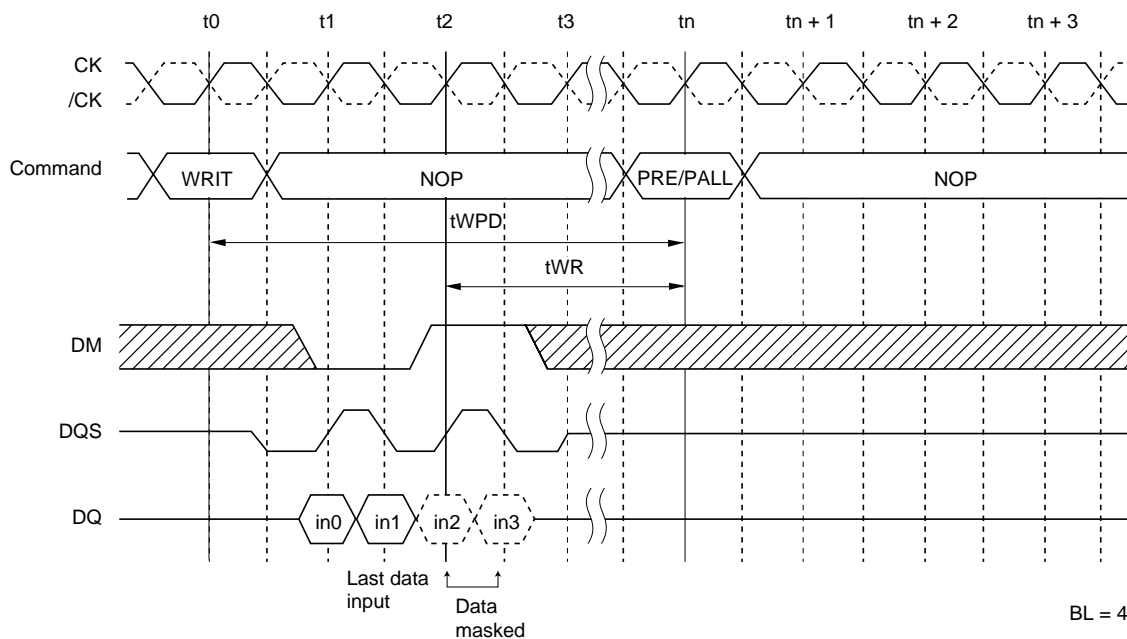 t0 t1 t2 t3 tn tn + 1 tn + 2 tn + 3
CK
/CK
Command WRIT NOP PRE/PALL NOP
tWPD
tWR
DM
DQS
DQ in0 in1 in2 in3
Last data
input
Data
masked
BL = 4